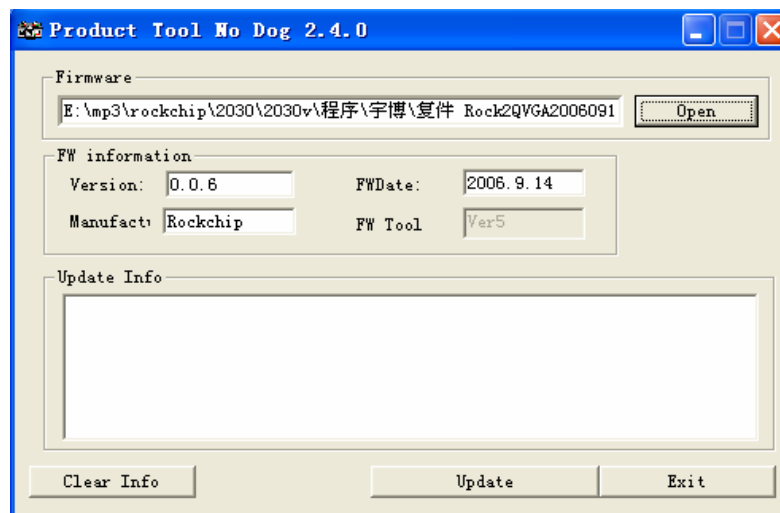 Product Tool No Dog 2.4.0
Firmware
E:\mp3\rockchip\2030\2030v\程序\宇博\复件 Rock2QVGA2006091
Open
FW information
Version: 0.0.6 FWDate: 2006.9.14
Manufact Rockchip FW Tool Ver5
Update Info
Clear Info Update Exit